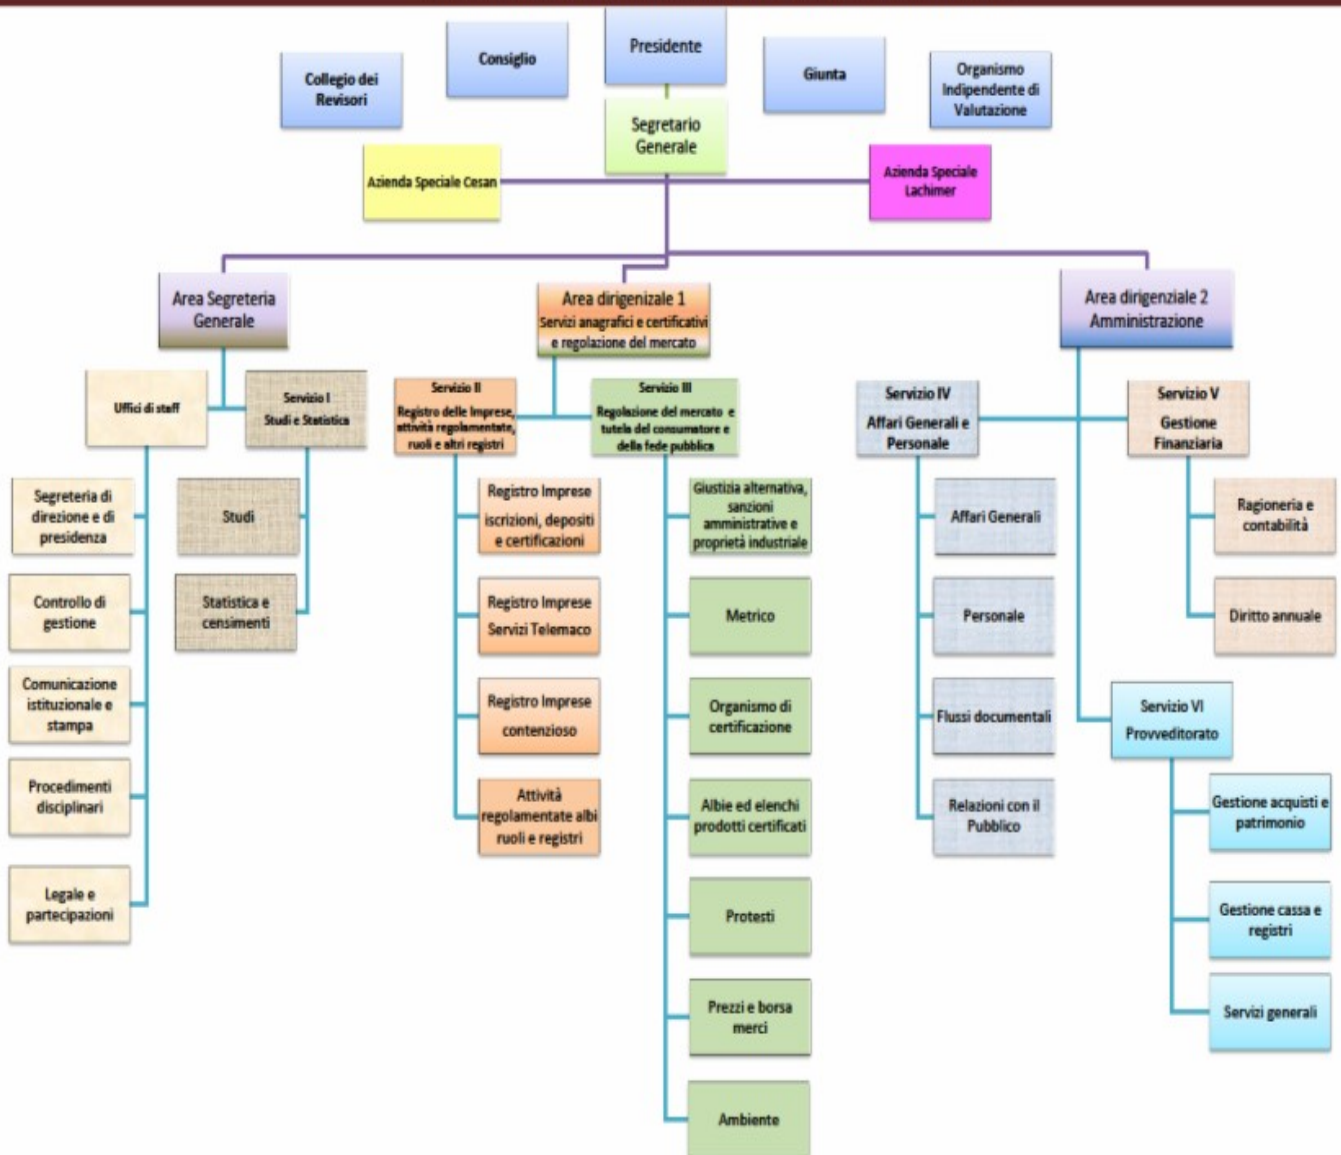 Presidente
Consiglio
Giunta
Collegio dei
Revisori
Organismo
Indipendente di
Valutazione
Segretario
Generale
Azienda Speciale Cesan
Azienda Speciale
Lachimer
Area Segreteria
Generale
Area dirigenizale 1
Servizi anagrafici e certificativi
e regolazione del mercato
Area dirigenziale 2
Amministrazione
Uffici di staff
Servizio I
Studi e Statistica
Servizio II
Registro delle Imprese,
attività regolamentate,
ruoli e altri registri
Servizio III
Regolazione del mercato e
tutela del consumatore e
della fede pubblica
Servizio IV
Affari Generali e
Personale
Servizio V
Gestione
Finanziaria
Segreteria di
direzione e di
presidenza
Controllo di
gestione
Comunicazione
istituzionale e
stampa
Procedimenti
disciplinari
Legale e
partecipazioni
Studi
Statistica e
censimenti
Registro Imprese
iscrizioni, depositi
e certificazioni
Registro Imprese
Servizi Telemaco
Registro Imprese
contenzioso
Attività
regolamentate albi
ruoli e registri
Giustizia alternativa,
sanzioni
amministrative e
proprietà industriale
Metrico
Organismo di
certificazione
Albie ed elenchi
prodotti certificati
Protesti
Prezzi e borsa
merci
Ambiente
Affari Generali
Personale
Flussi documentali
Relazioni con il
Pubblico
Ragioneria e
contabilità
Diritto annuale
Servizio VI
Provveditorato
Gestione acquisti e
patrimonio
Gestione cassa e
registri
Servizi generali